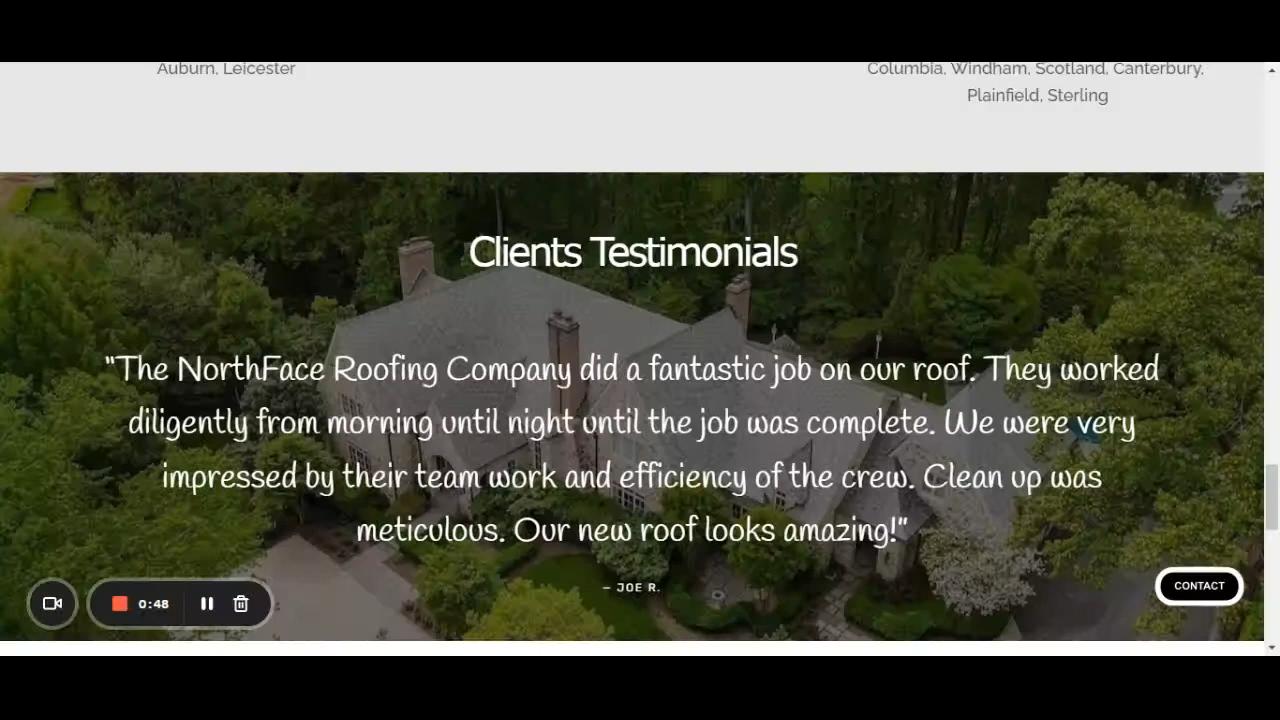 Auburn, Leicester
Columbia, Windham, Scotland, Canterbury,
Plainfield, Sterling
Clients Testimonials
"The NorthFace Roofing Company did a fantastic job on our roof. They worked
diligently from morning until night until the job was complete. We were very
impressed by their team work and efficiency of the crew. Clean up was
meticulous. Our new roof looks amazing!"
– JOE R.
0:48
CONTACT